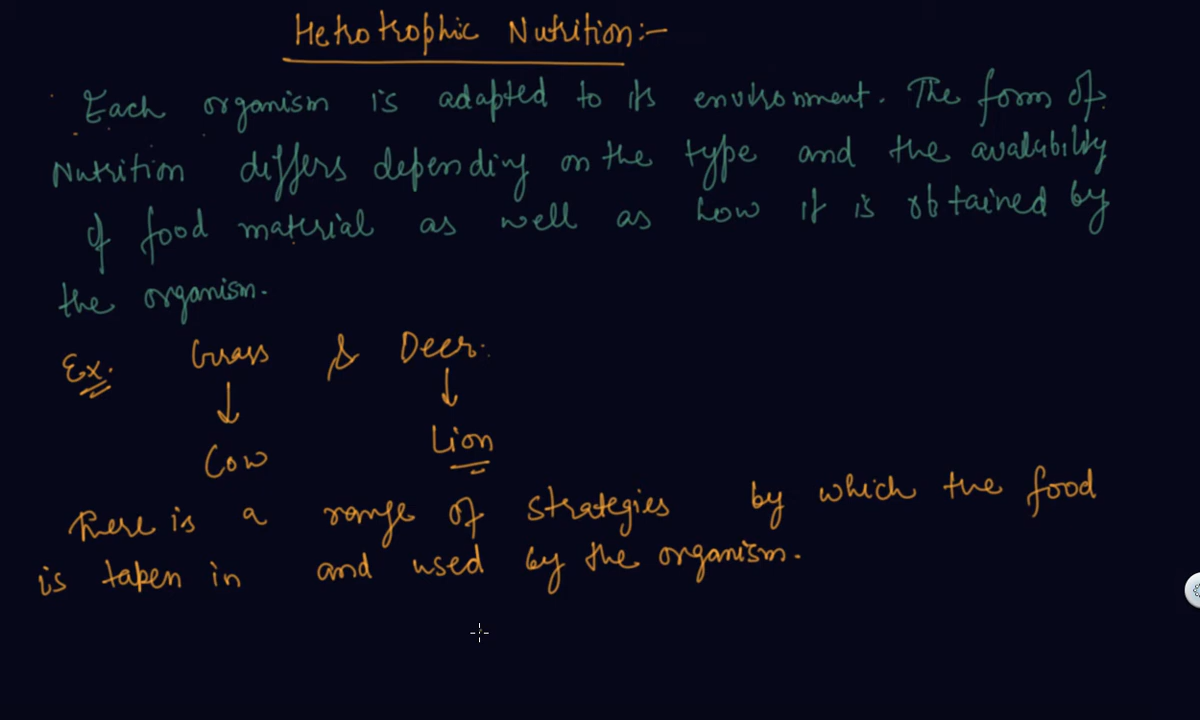 Hetrotrophic Nutrition:-
Each organism is adapted to its environment. The form of
Nutrition differs depending on the type and the availability
of food material as well as how it is obtained by
the organism.
Ex. Grass & Deer.
↓ ↓
Cow Lion
There is a range of strategies by which the food
is taken in and used by the organism.